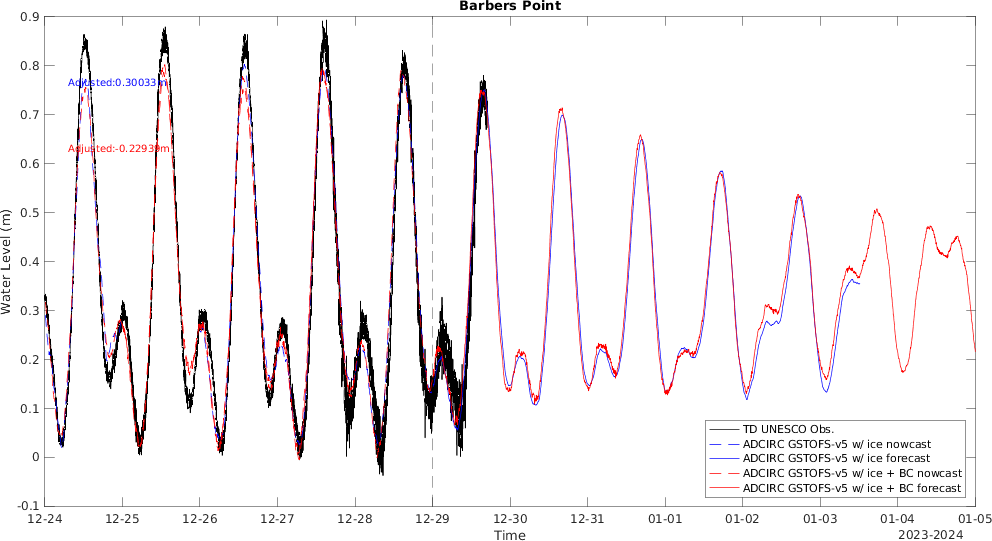 Barbers Point
0.9
0.8
0.7
0.6
0.5
0.4
0.3
0.2
0.1
0
-0.1
Water Level (m)
Adjusted:0.30033m
Adjusted:-0.22939m
TD UNESCO Obs.
ADCIRC GSTOFS-v5 w/ ice nowcast
ADCIRC GSTOFS-v5 w/ ice forecast
ADCIRC GSTOFS-v5 w/ ice + BC nowcast
ADCIRC GSTOFS-v5 w/ ice + BC forecast
12-24 12-25 12-26 12-27 12-28 12-29 12-30 12-31 01-01 01-02 01-03 01-04 01-05
Time
2023-2024